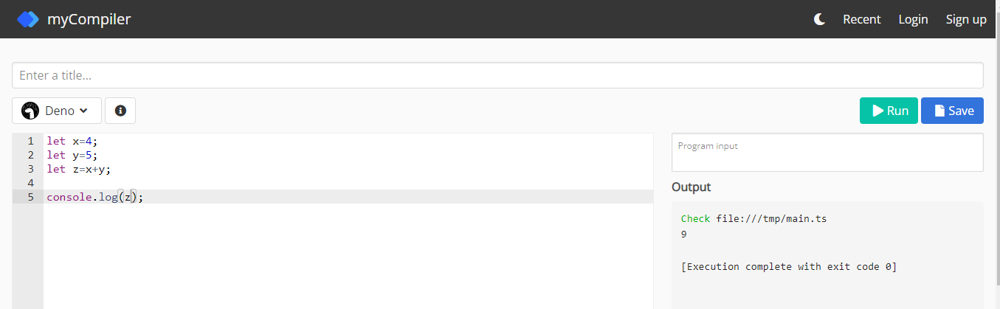 myCompiler
Recent Login Sign up
Enter a title...
Deno
Run Save
1 let x=4;
2 let y=5;
3 let z=x+y;
4
5 console.log(z);
Program input
Output
Check file:///tmp/main.ts
9
[Execution complete with exit code 0]